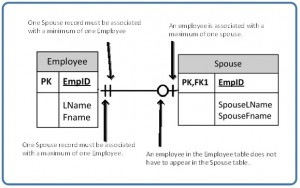 One Spouse record must be associated
with a minimum of one Employee
An employee is associated with a
maximum of one spouse.
Employee
PK
EmpID
LName
Fname
Spouse
PK,FK1
EmpID
SpouseLName
SpouseFname
One Spouse record must be associated
with a maximum of one Employee.
An employee in the Employee table does not
have to appear in the Spouse table.